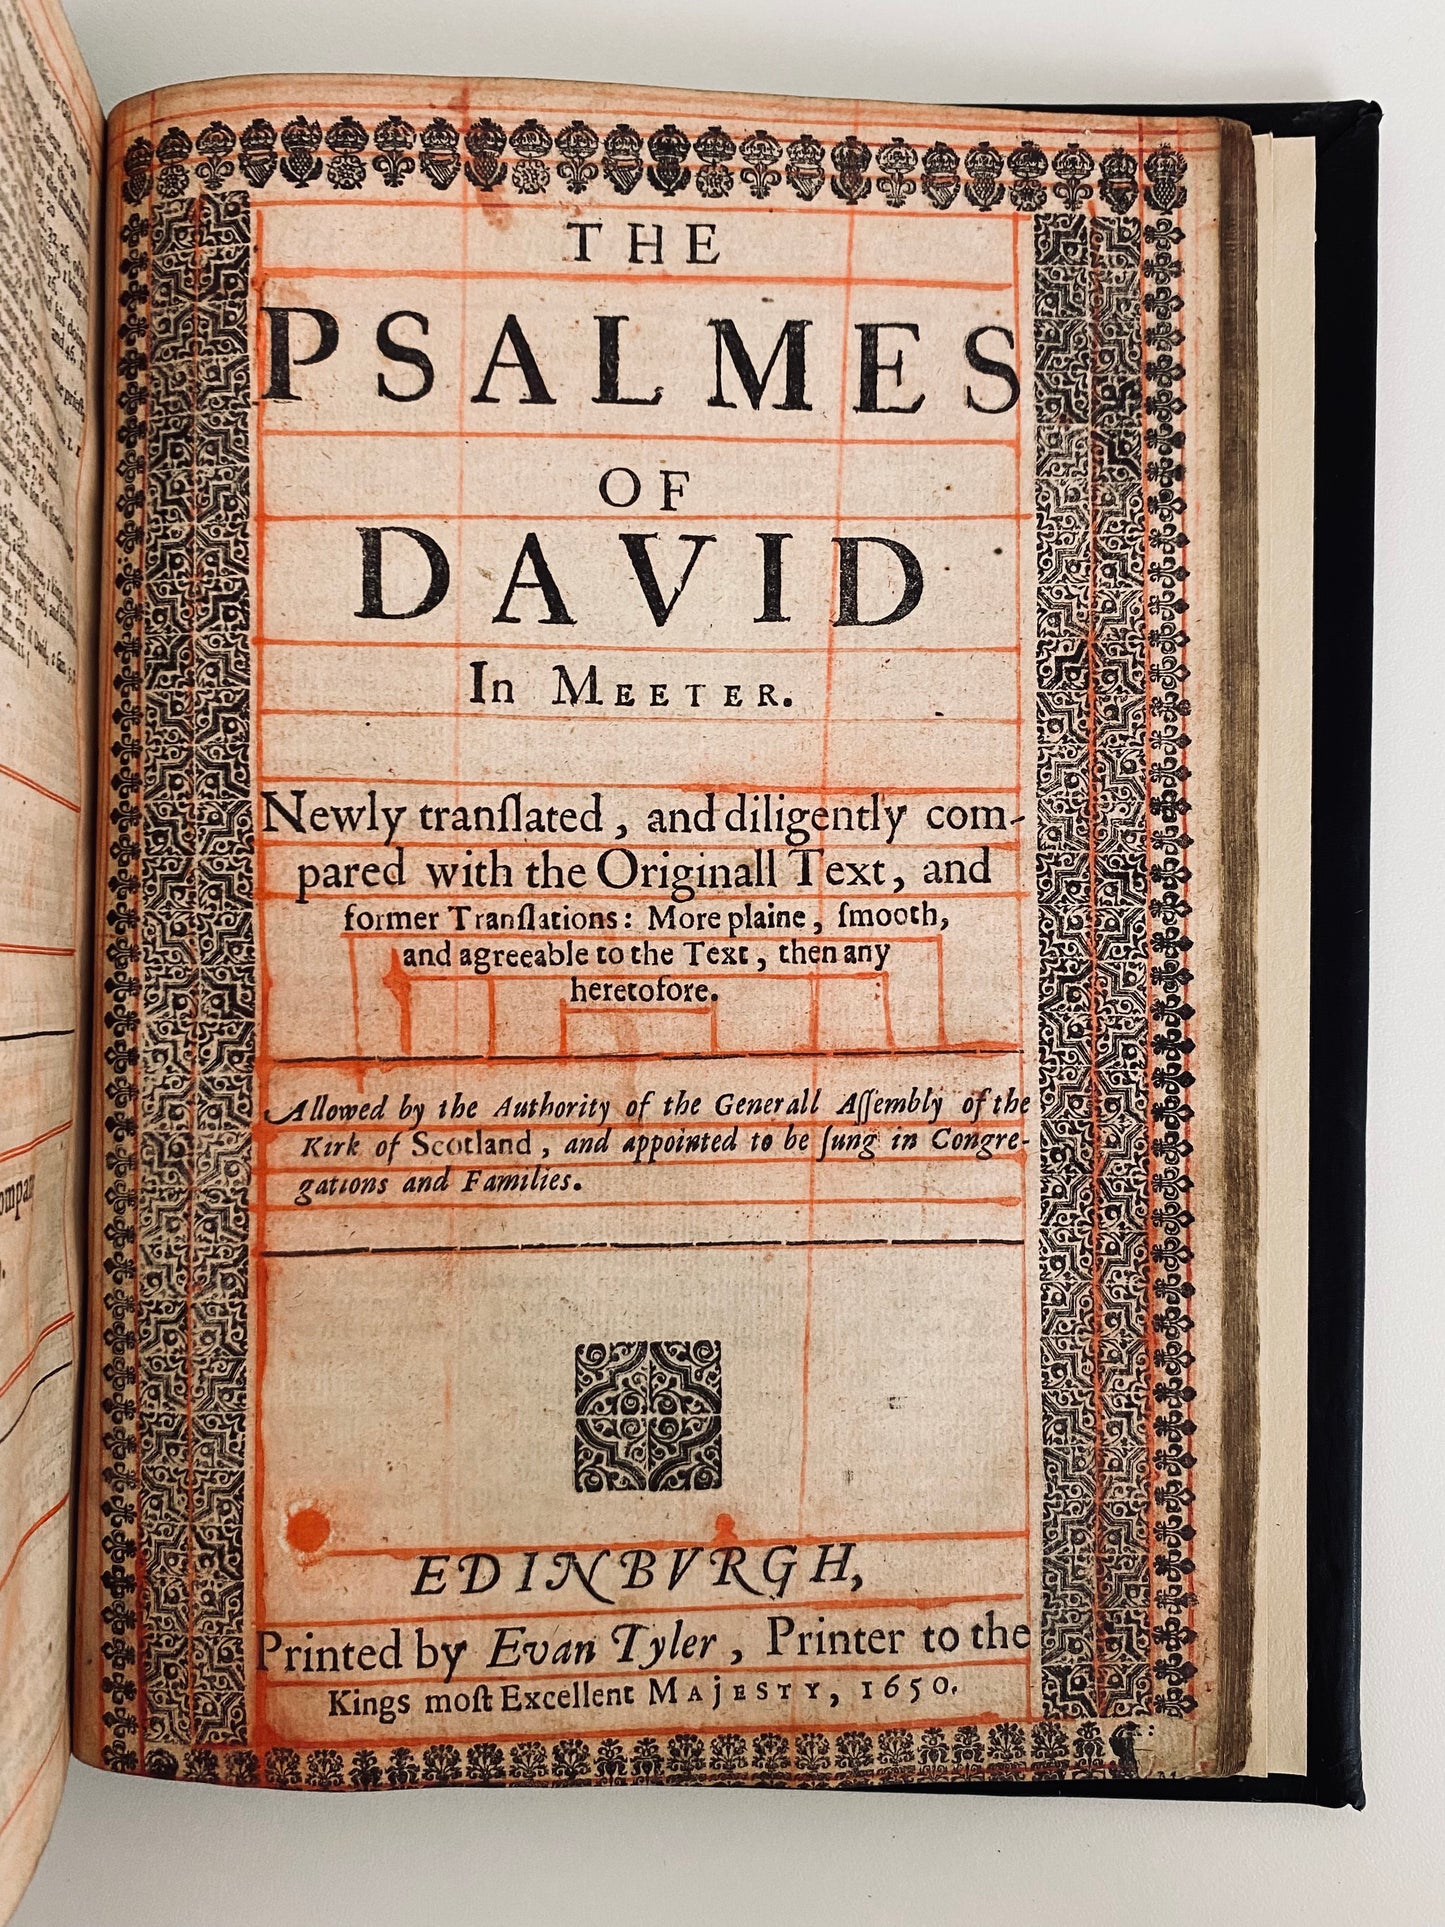 THE
PSALMES
OF
DAVID
In MEETER.
Newly tranſlated, and diligently com-
pared with the Originall Text, and
former Tranſlations: More plaine, ſmooth,
and agreeable to the Text, then any
heretofore.
Allowed by the Authority of the Generall Aſſembly of the
Kirk of Scotland, and appointed to be ſung in Congre-
gations and Families.
EDINBVRGH,
Printed by Evan Tyler, Printer to the
Kings moſt Excellent MAJESTY, 1650.